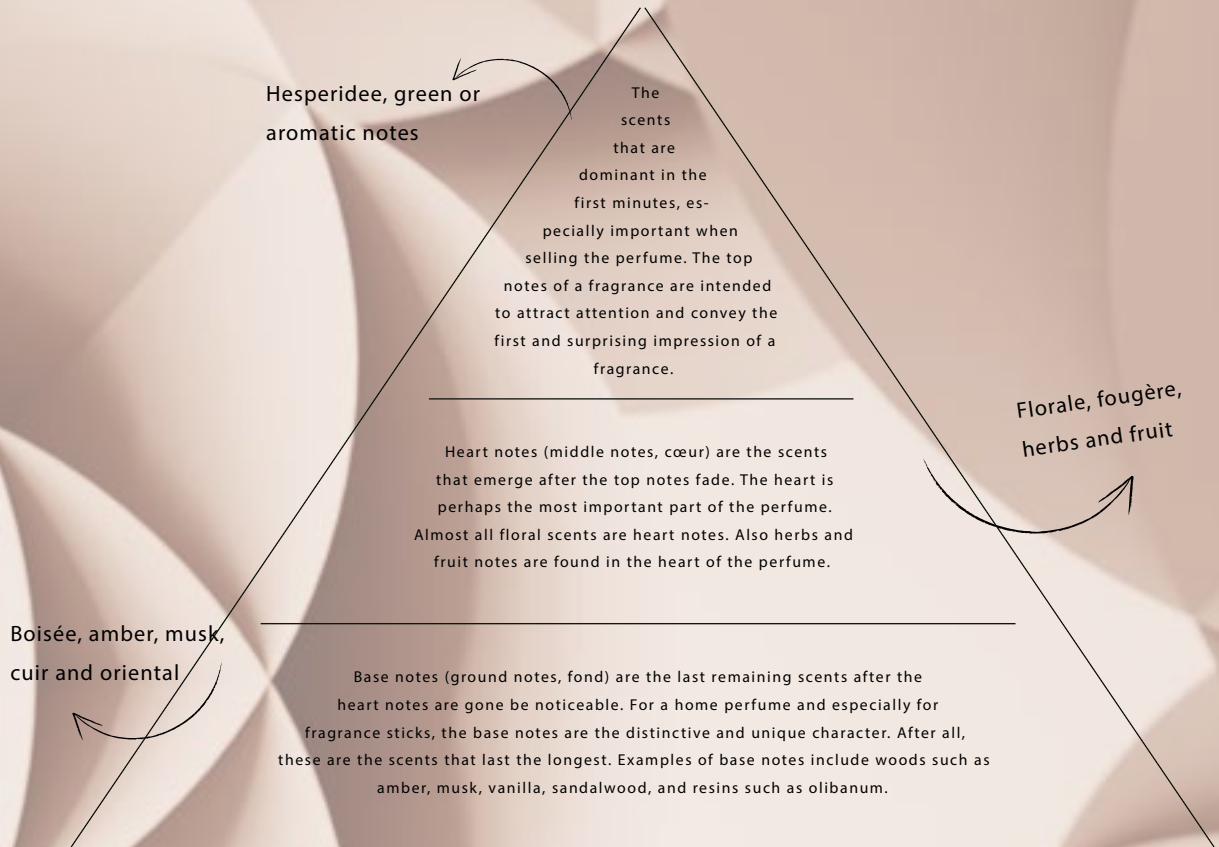 Hesperidee, green or
aromatic notes
The
scents
that are
dominant in the
first minutes, es-
pecially important when
selling the perfume. The top
notes of a fragrance are intended
to attract attention and convey the
first and surprising impression of a
fragrance.
Florale, fougère,
herbs and fruit
Heart notes (middle notes, cœur) are the scents
that emerge after the top notes fade. The heart is
perhaps the most important part of the perfume.
Almost all floral scents are heart notes. Also herbs and
fruit notes are found in the heart of the perfume.
Boisée, amber, musk,
cuir and oriental
Base notes (ground notes, fond) are the last remaining scents after the
heart notes are gone be noticeable. For a home perfume and especially for
fragrance sticks, the base notes are the distinctive and unique character. After all,
these are the scents that last the longest. Examples of base notes include woods such as
amber, musk, vanilla, sandalwood, and resins such as olibanum.